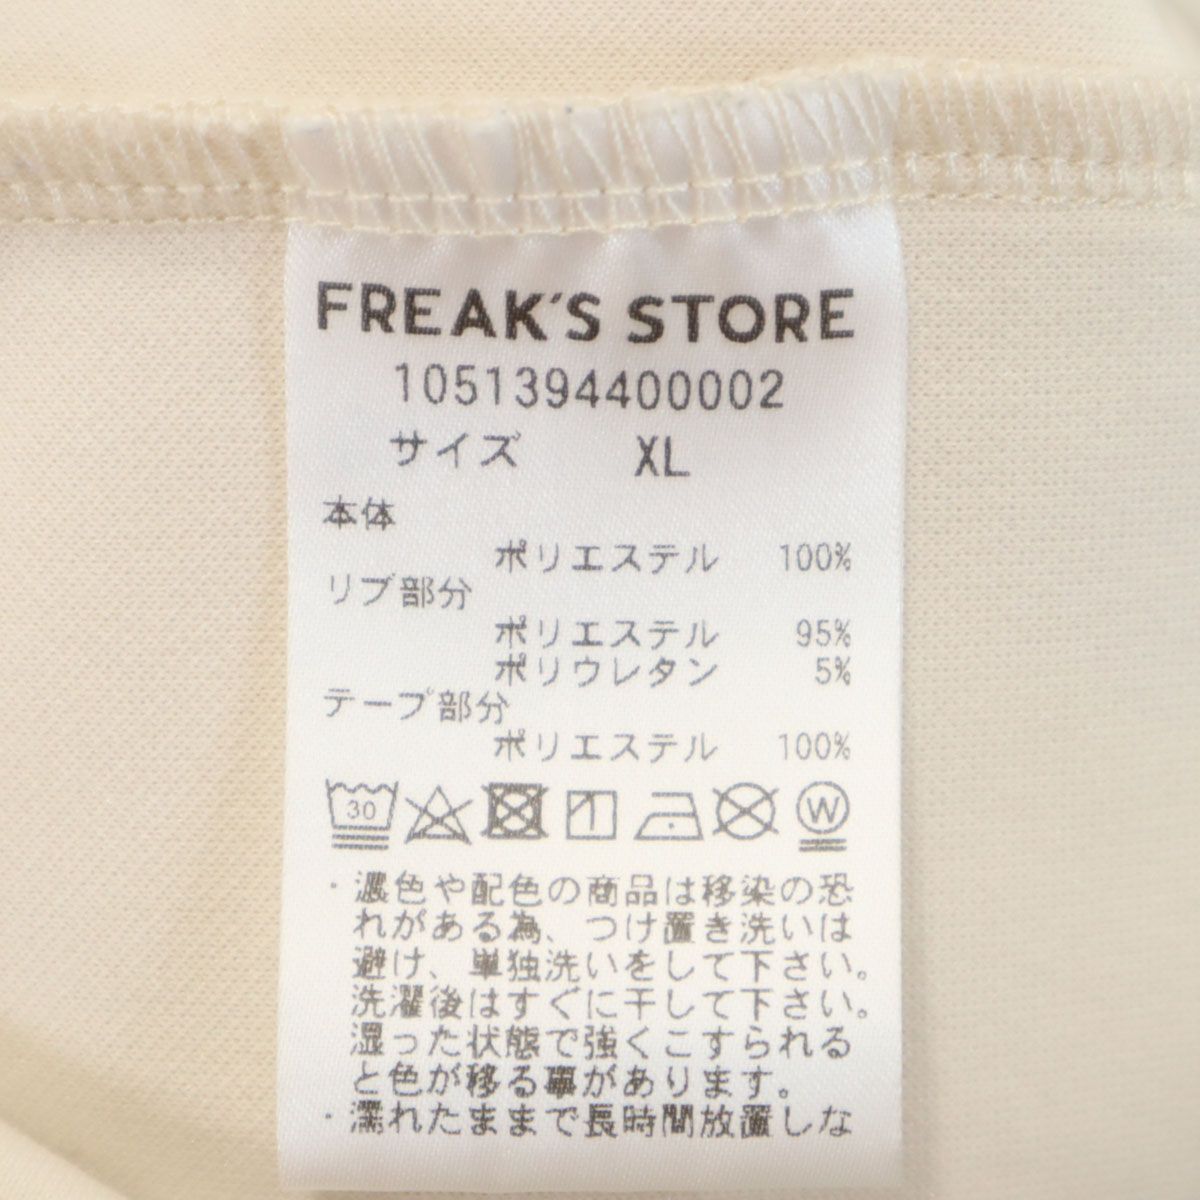 FREAK'S STORE
1051394400002
サイズ XL
本体
ポリエステル 100%
リブ部分
ポリエステル 95%
ポリウレタン 5%
テープ部分
ポリエステル 100%
30 W
・濃色や配色の商品は移染の恐
れがある為、つけ置き洗いは
避け、単独洗いをして下さい。
洗濯後はすぐに干して下さい。
湿った状態で強くこすられる
と色が移る事があります。
・濡れたままで長時間放置しな